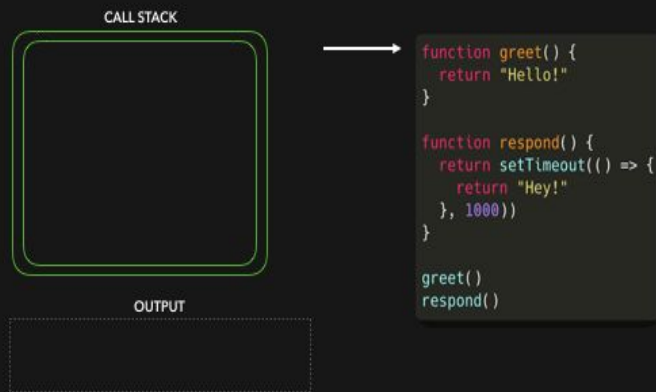 CALL STACK
function greet() {
return "Hello!"
}
function respond() {
return setTimeout(() => {
return "Hey!"
}, 1000))
}
greet()
respond()
OUTPUT